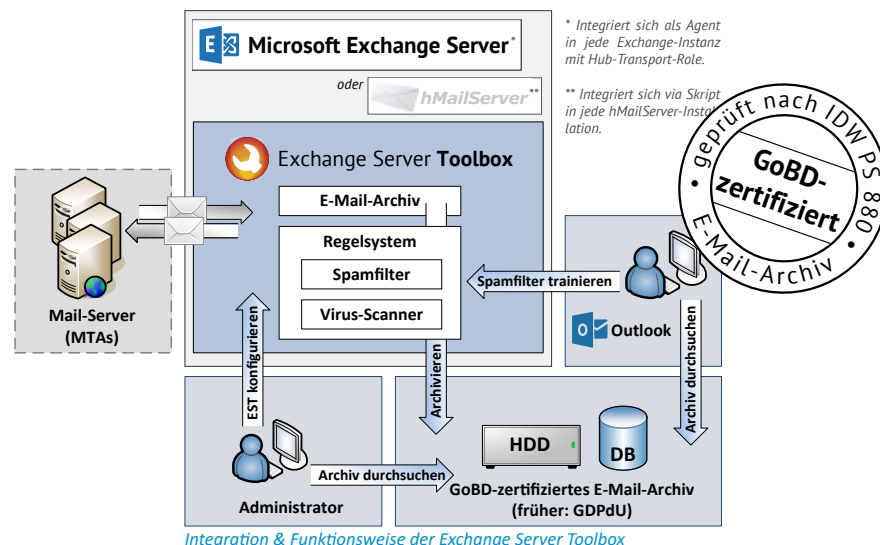 Microsoft Exchange Server*
oder
hMailServer**
* Integriert sich als Agent
in jede Exchange-Instanz
mit Hub-Transport-Role.
** Integriert sich via Skript
in jede hMailServer-Instal-
lation.
• geprüft nach IDW PS 880 •
GoBD-
zertifiziert
E-Mail-Archiv
Exchange Server Toolbox
E-Mail-Archiv
Regelsystem
Spamfilter
Virus-Scanner
Mail-Server
(MTAs)
Spamfilter trainieren
Outlook
EST konfigurieren
Archivieren
Archiv durchsuchen
HDD
DB
Archiv durchsuchen
Administrator
GoBD-zertifiziertes E-Mail-Archiv
(früher: GDPdU)
Integration & Funktionsweise der Exchange Server Toolbox